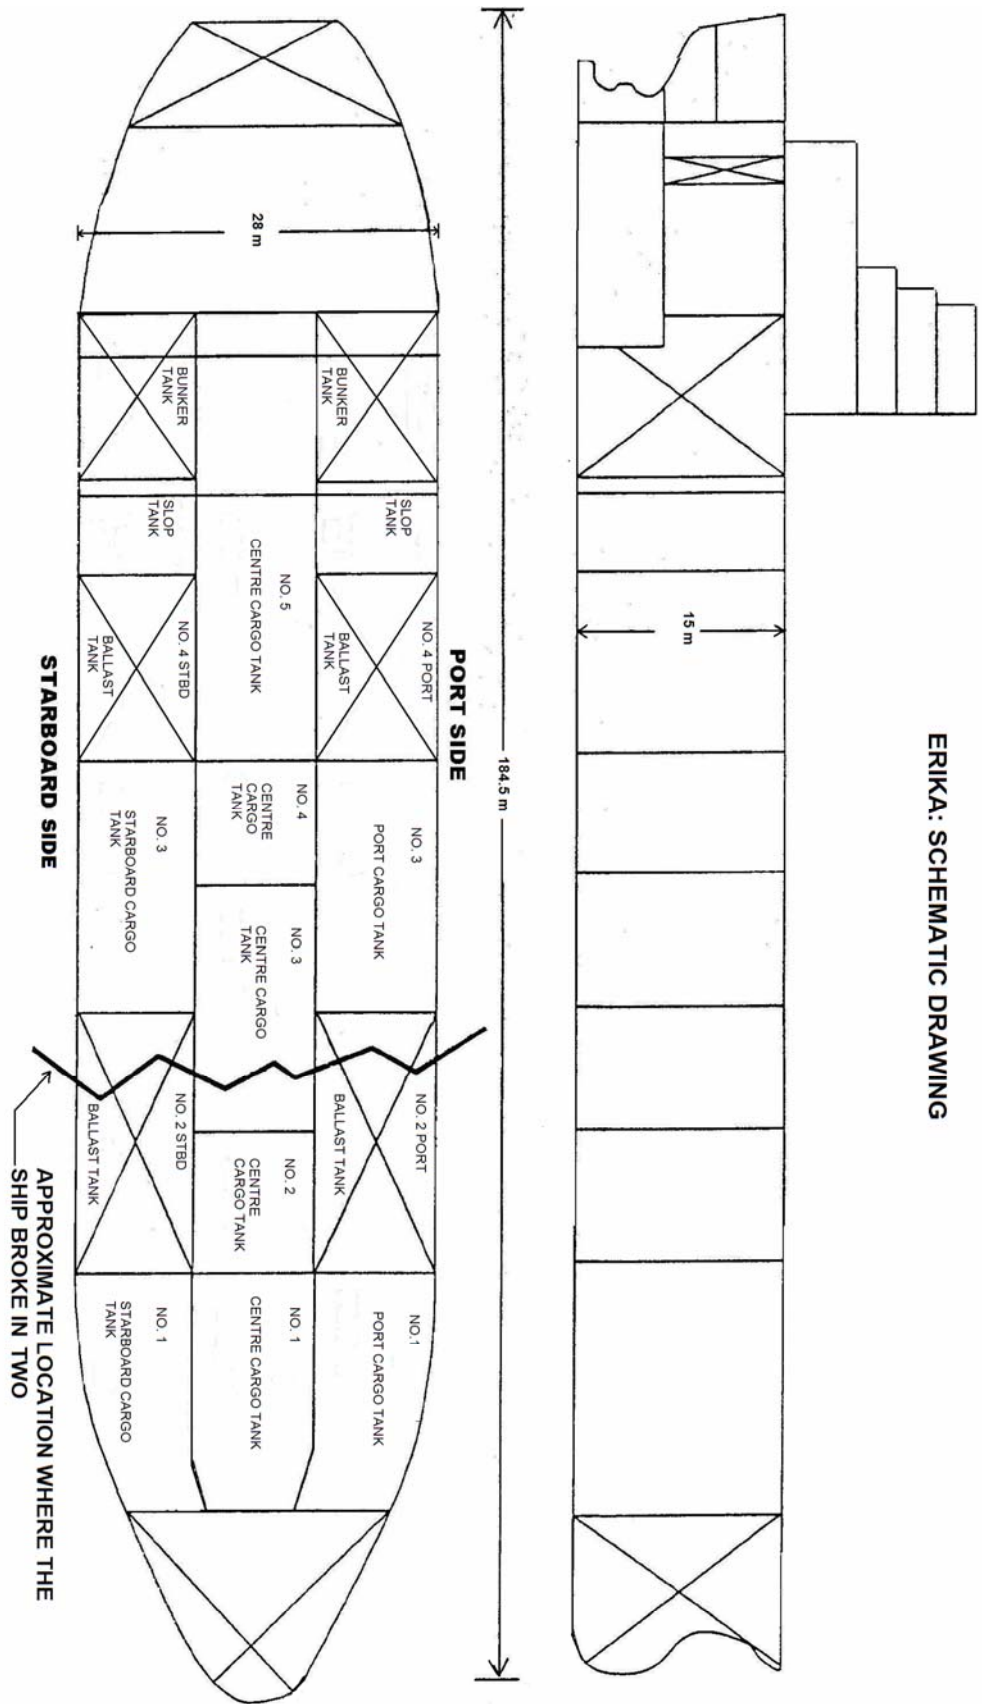 ERIKA: SCHEMATIC DRAWING
15 m
184.5 m
PORT SIDE
28 m
BUNKER
TANK
SLOP
TANK
NO. 4 PORT
BALLAST
TANK
NO. 3
PORT CARGO TANK
NO. 2 PORT
BALLAST TANK
NO.1
PORT CARGO TANK
NO. 5
CENTRE CARGO TANK
NO. 4
CENTRE
CARGO
TANK
NO. 3
CENTRE CARGO
TANK
NO. 2
CENTRE
CARGO TANK
NO. 1
CENTRE CARGO TANK
BUNKER
TANK
SLOP
TANK
NO. 4 STBD
BALLAST
TANK
NO. 3
STARBOARD CARGO
TANK
NO. 2 STBD
BALLAST TANK
NO. 1
STARBOARD CARGO
TANK
STARBOARD SIDE
APPROXIMATE LOCATION WHERE THE
SHIP BROKE IN TWO